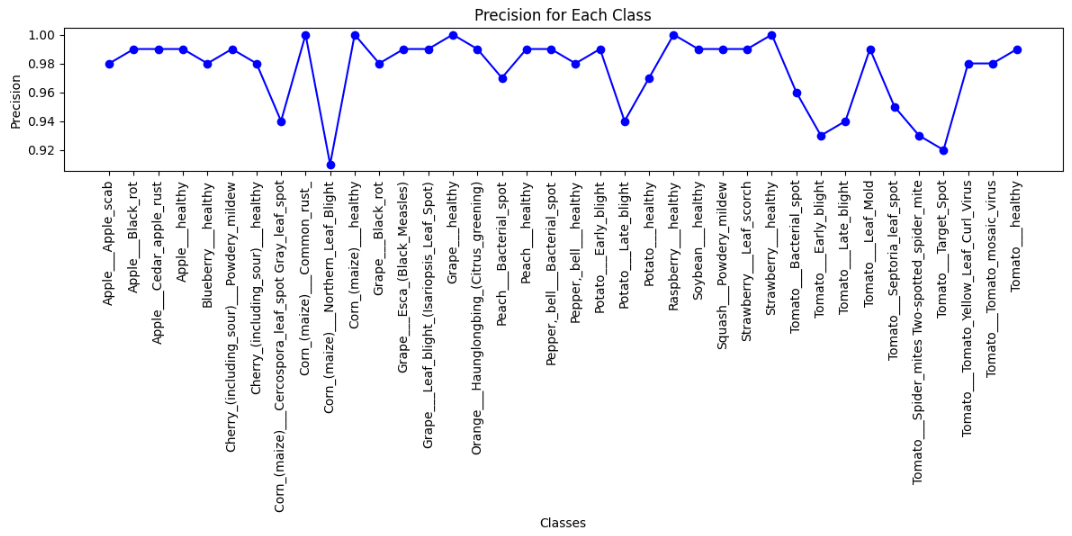 Precision for Each Class
Precision
1.00
0.98
0.96
0.94
0.92
Apple___Apple_scab
Apple___Black_rot
Apple___Cedar_apple_rust
Apple___healthy
Blueberry___healthy
Cherry_(including_sour)___Powdery_mildew
Cherry_(including_sour)___healthy
Corn_(maize)___Cercospora_leaf_spot Gray_leaf_spot
Corn_(maize)___Common_rust_
Corn_(maize)___Northern_Leaf_Blight
Corn_(maize)___healthy
Grape___Black_rot
Grape___Esca_(Black_Measles)
Grape___Leaf_blight_(Isariopsis_Leaf_Spot)
Grape___healthy
Orange___Haunglongbing_(Citrus_greening)
Peach___Bacterial_spot
Peach___healthy
Pepper,_bell___Bacterial_spot
Pepper,_bell___healthy
Potato___Early_blight
Potato___Late_blight
Potato___healthy
Raspberry___healthy
Soybean___healthy
Squash___Powdery_mildew
Strawberry___Leaf_scorch
Strawberry___healthy
Tomato___Bacterial_spot
Tomato___Early_blight
Tomato___Late_blight
Tomato___Leaf_Mold
Tomato___Septoria_leaf_spot
Tomato___Spider_mites Two-spotted_spider_mite
Tomato___Target_Spot
Tomato___Tomato_Yellow_Leaf_Curl_Virus
Tomato___Tomato_mosaic_virus
Tomato___healthy
Classes